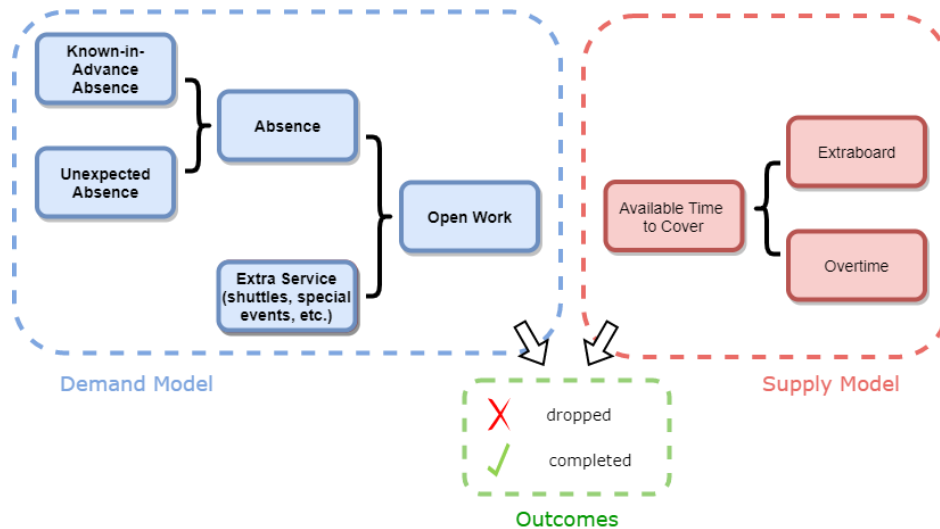 Known-in-
Advance
Absence
Unexpected
Absence
Absence
Extra Service
(shuttles, special
events, etc.)
Open Work
Demand Model
Available Time
to Cover
Extraboard
Overtime
Supply Model
dropped
completed
Outcomes